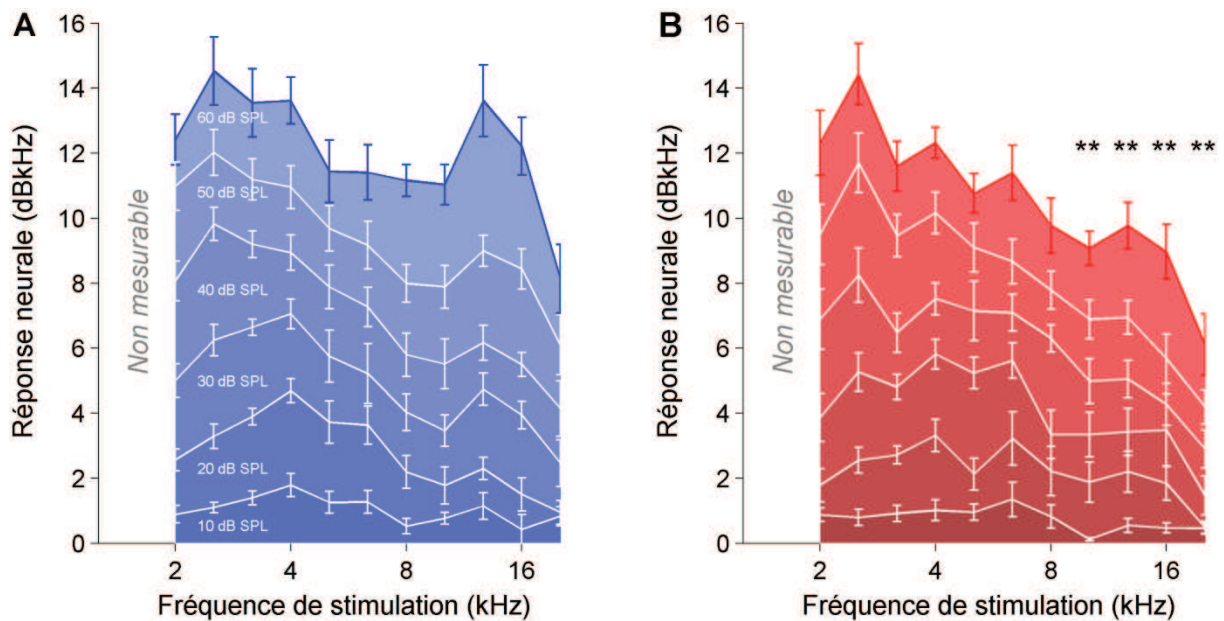 A
Réponse neurale (dBkHz)
16
14
12
10
8
6
4
2
0
Non mesurable
60 dB SPL
50 dB SPL
40 dB SPL
30 dB SPL
20 dB SPL
10 dB SPL
2 4 8 16
Fréquence de stimulation (kHz)
B
Réponse neurale (dBkHz)
16
14
12
10
8
6
4
2
0
Non mesurable
** ** ** **
2 4 8 16
Fréquence de stimulation (kHz)